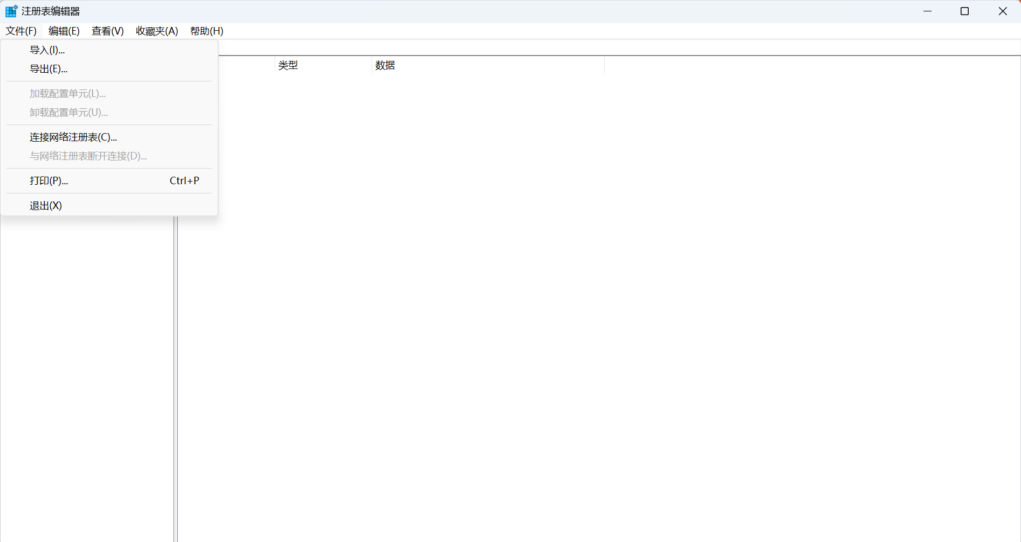 注册表编辑器
文件(F) 编辑(E) 查看(V) 收藏夹(A) 帮助(H)
导入(I)...
导出(E)...
类型 数据
加载配置单元(L)...
卸载配置单元(U)...
连接网络注册表(C)...
与网络注册表断开连接(D)...
打印(P)... Ctrl+P
退出(X)